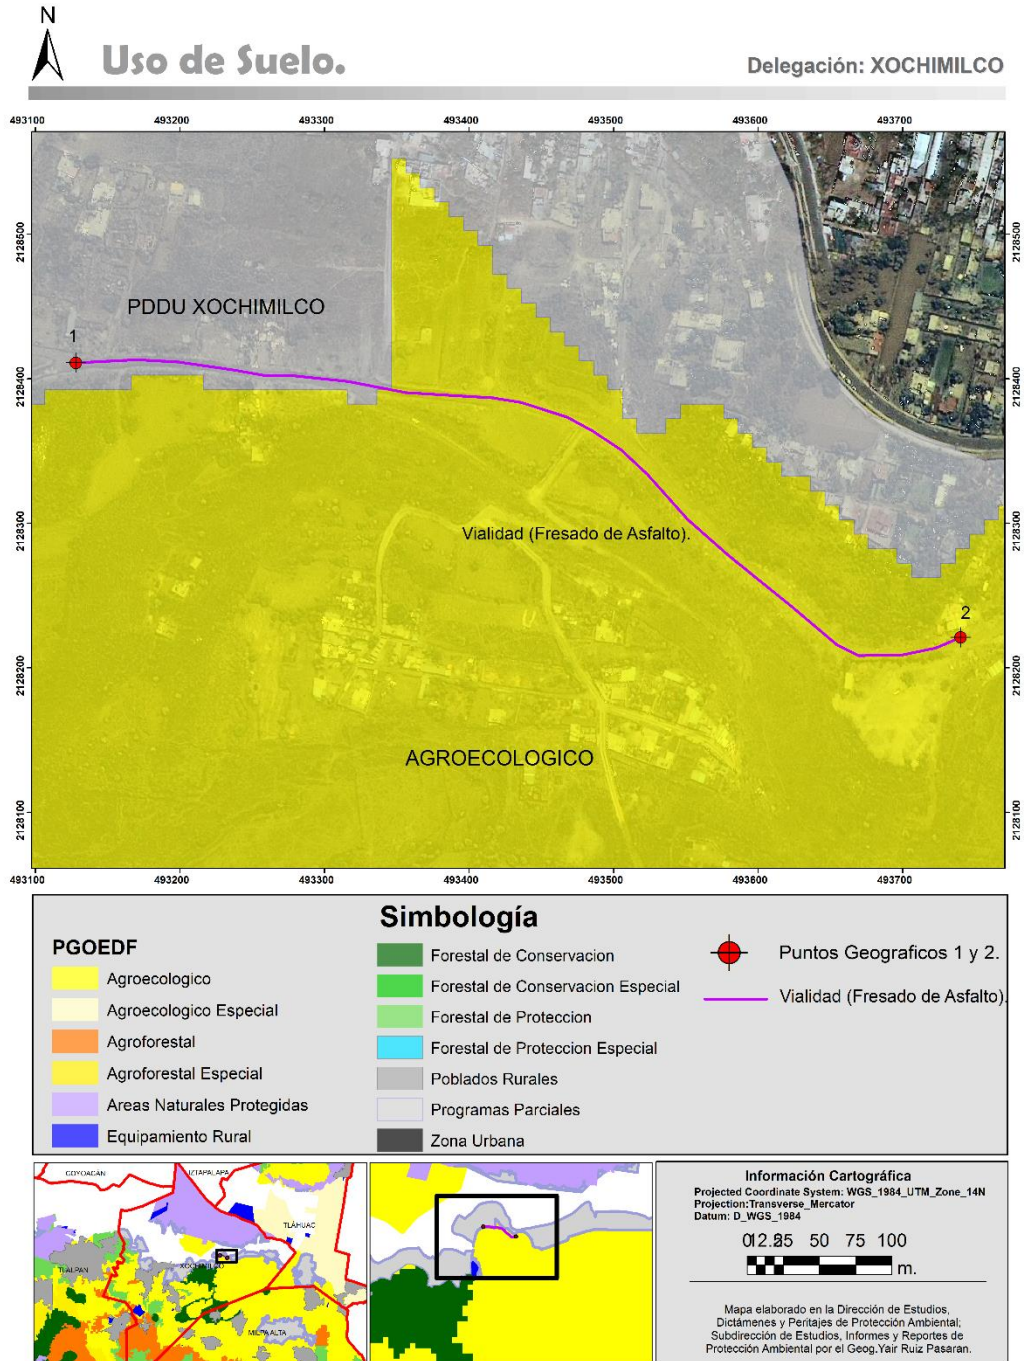 N
Uso de Suelo.
Delegación: XOCHIMILCO
493100 493200 493300 493400 493500 493600 493700
2128500 2128500
PDDU XOCHIMILCO
1
2128400 2128400
2128300 2128300
Vialidad (Fresado de Asfalto).
2
2128200 2128200
AGROECOLOGICO
2128100 2128100
493100 493200 493300 493400 493500 493600 493700
Simbología
PGOEDF
Agroecologico
Agroecologico Especial
Agroforestal
Agroforestal Especial
Areas Naturales Protegidas
Equipamiento Rural
Forestal de Conservacion
Forestal de Conservacion Especial
Forestal de Proteccion
Forestal de Proteccion Especial
Poblados Rurales
Programas Parciales
Zona Urbana
Puntos Geograficos 1 y 2.
Vialidad (Fresado de Asfalto).
COYOACÁN
IZTAPALAPA
TLÁHUAC
TLALPAN
XOCHIMILCO
MILPA ALTA
Información Cartográfica
Projected Coordinate System: WGS_1984_UTM_Zone_14N
Projection:Transverse_Mercator
Datum: D_WGS_1984
0 12.5 25 50 75 100
m.
Mapa elaborado en la Dirección de Estudios,
Dictámenes y Peritajes de Protección Ambiental;
Subdirección de Estudios, Informes y Reportes de
Protección Ambiental por el Geog.Yair Ruiz Pasaran.